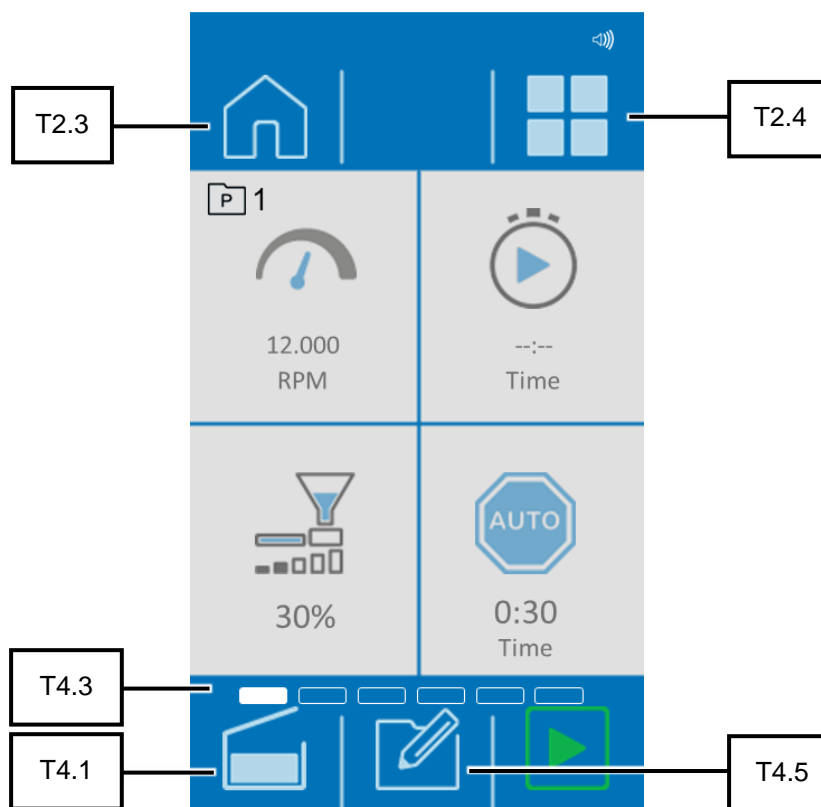 T2.3
T2.4
P 1
12.000
RPM
--:--
Time
30%
AUTO
0:30
Time
T4.3
T4.1
T4.5